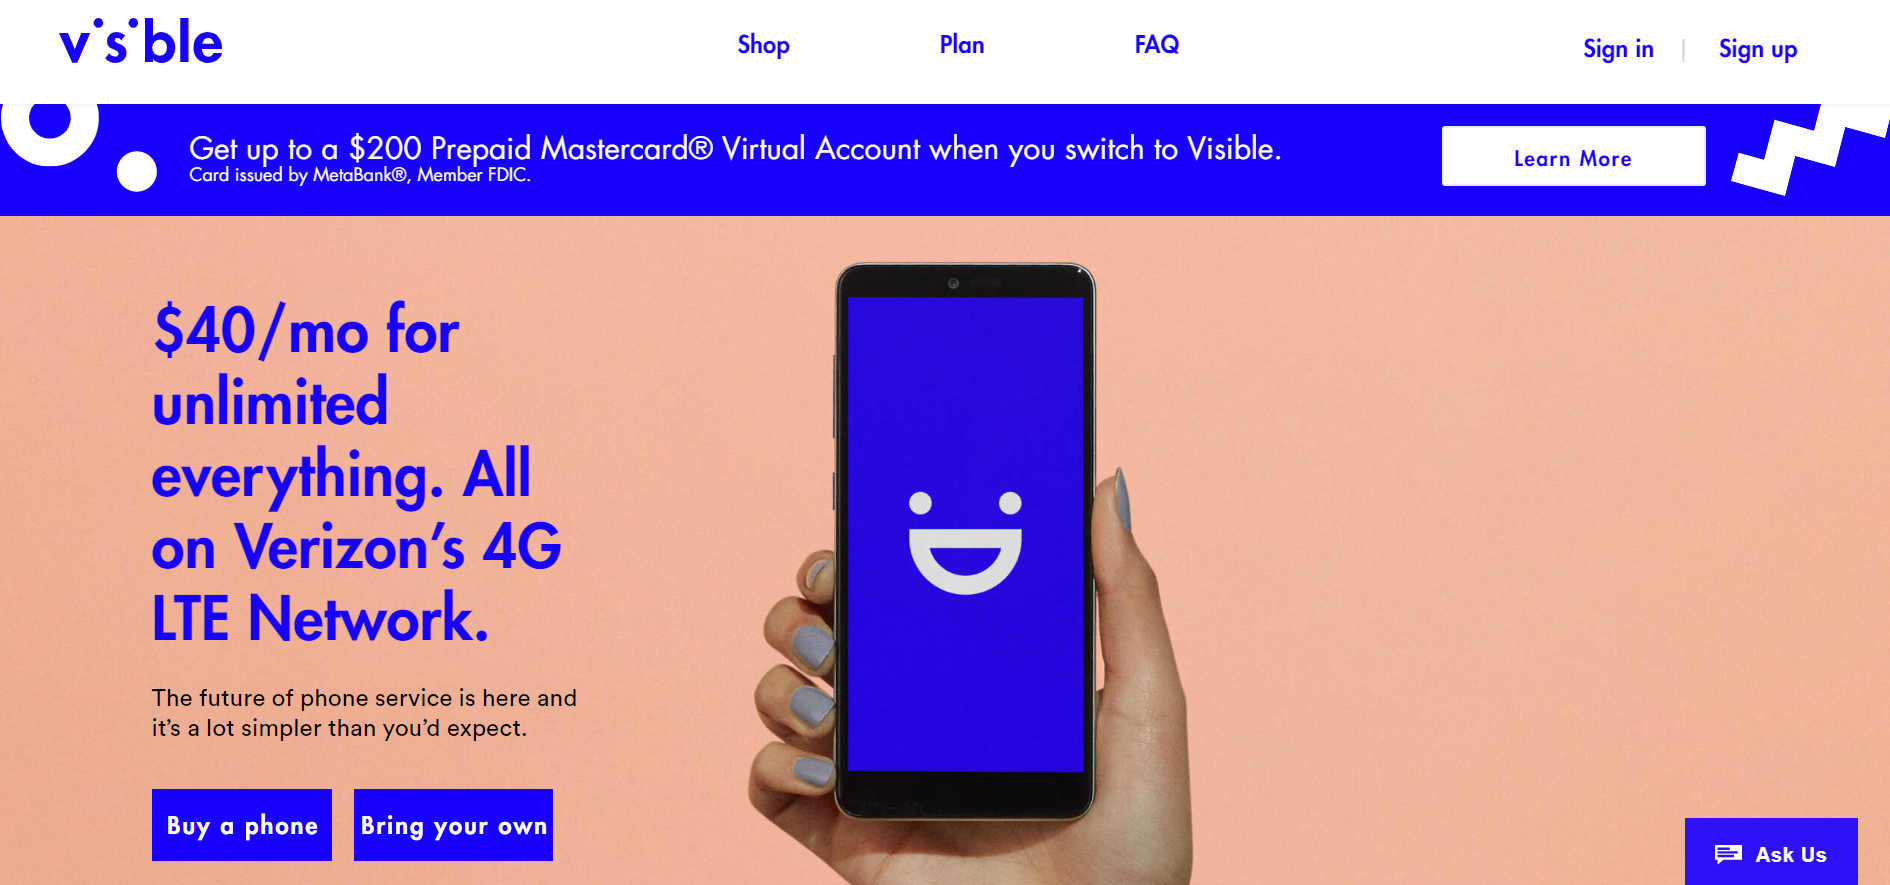 visible
Shop
Plan
FAQ
Sign in
Sign up
Get up to a $200 Prepaid Mastercard® Virtual Account when you switch to Visible.
Card issued by MetaBank®, Member FDIC.
Learn More
$40/mo for
unlimited
everything. All
on Verizon’s 4G
LTE Network.
The future of phone service is here and
it’s a lot simpler than you’d expect.
Buy a phone
Bring your own
Ask Us